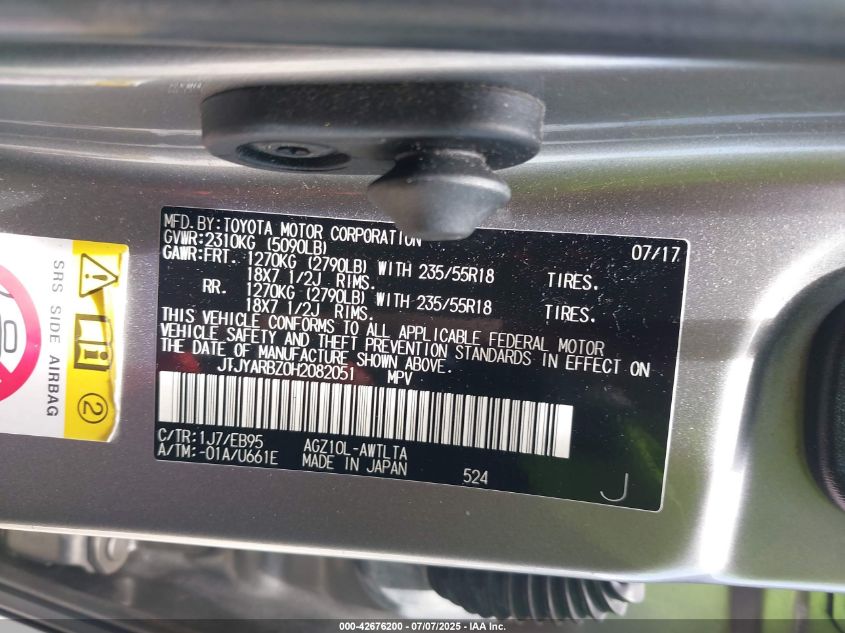 MFD. BY: TOYOTA MOTOR CORPORATION 07/17
GVWR: 2310KG (5090LB)
GAWR: FRT. 1270KG (2790LB) WITH 235/55R18 TIRES.
18X7 1/2J RIMS.
RR. 1270KG (2790LB) WITH 235/55R18 TIRES.
18X7 1/2J RIMS.
THIS VEHICLE CONFORMS TO ALL APPLICABLE FEDERAL MOTOR
VEHICLE SAFETY AND THEFT PREVENTION STANDARDS IN EFFECT ON
THE DATE OF MANUFACTURE SHOWN ABOVE.
JTJYARBZ0H2082051 MPV
C/TR: 1J7/EB95 AGZ10L-AWTLTA
A/TM: -01A/U661E MADE IN JAPAN 524
J
SRS SIDE AIRBAG
2
000-42676200 - 07/07/2025 - IAA Inc.